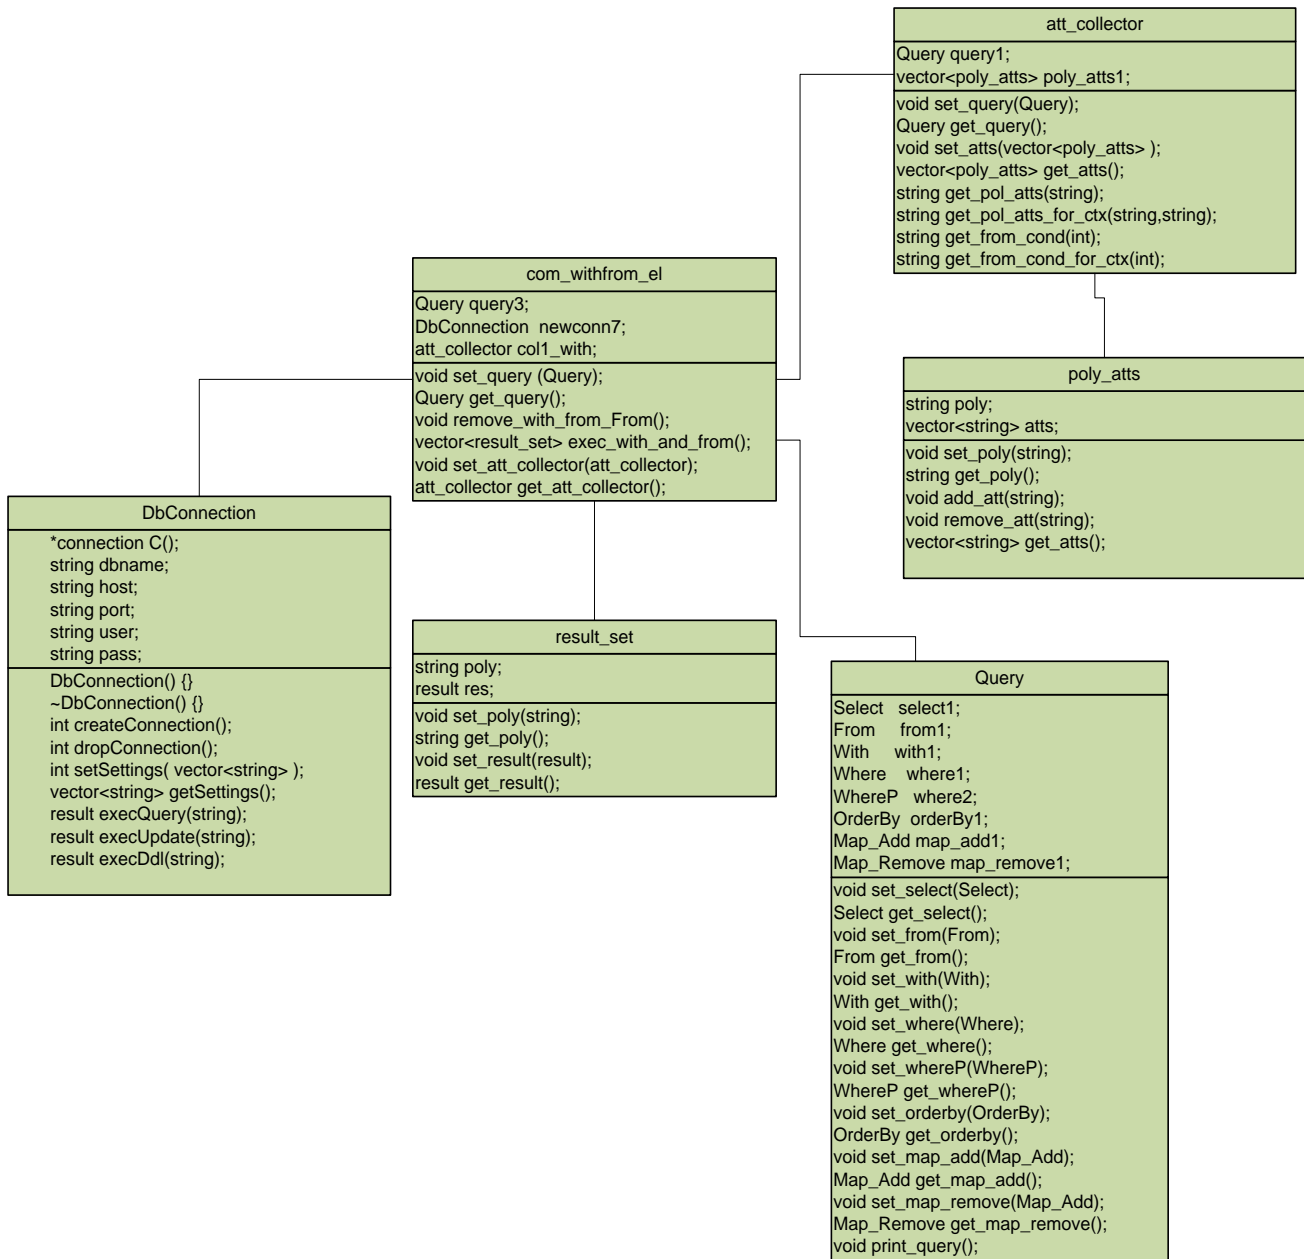 att_collector
Query query1;
vector<poly_atts> poly_atts1;
void set_query(Query);
Query get_query();
void set_atts(vector<poly_atts> );
vector<poly_atts> get_atts();
string get_pol_atts(string);
string get_pol_atts_for_ctx(string,string);
string get_from_cond(int);
string get_from_cond_for_ctx(int);
com_withfrom_el
Query query3;
DbConnection newconn7;
att_collector col1_with;
void set_query (Query);
Query get_query();
void remove_with_from_From();
vector<result_set> exec_with_and_from();
void set_att_collector(att_collector);
att_collector get_att_collector();
poly_atts
string poly;
vector<string> atts;
void set_poly(string);
string get_poly();
void add_att(string);
void remove_att(string);
vector<string> get_atts();
DbConnection
*connection C();
string dbname;
string host;
string port;
string user;
string pass;
DbConnection() {}
~DbConnection() {}
int createConnection();
int dropConnection();
int setSettings( vector<string> );
vector<string> getSettings();
result execQuery(string);
result execUpdate(string);
result execDdl(string);
result_set
string poly;
result res;
void set_poly(string);
string get_poly();
void set_result(result);
result get_result();
Query
Select select1;
From from1;
With with1;
Where where1;
WhereP where2;
OrderBy orderBy1;
Map_Add map_add1;
Map_Remove map_remove1;
void set_select(Select);
Select get_select();
void set_from(From);
From get_from();
void set_with(With);
With get_with();
void set_where(Where);
Where get_where();
void set_whereP(WhereP);
WhereP get_whereP();
void set_orderby(OrderBy);
OrderBy get_orderby();
void set_map_add(Map_Add);
Map_Add get_map_add();
void set_map_remove(Map_Add);
Map_Remove get_map_remove();
void print_query();